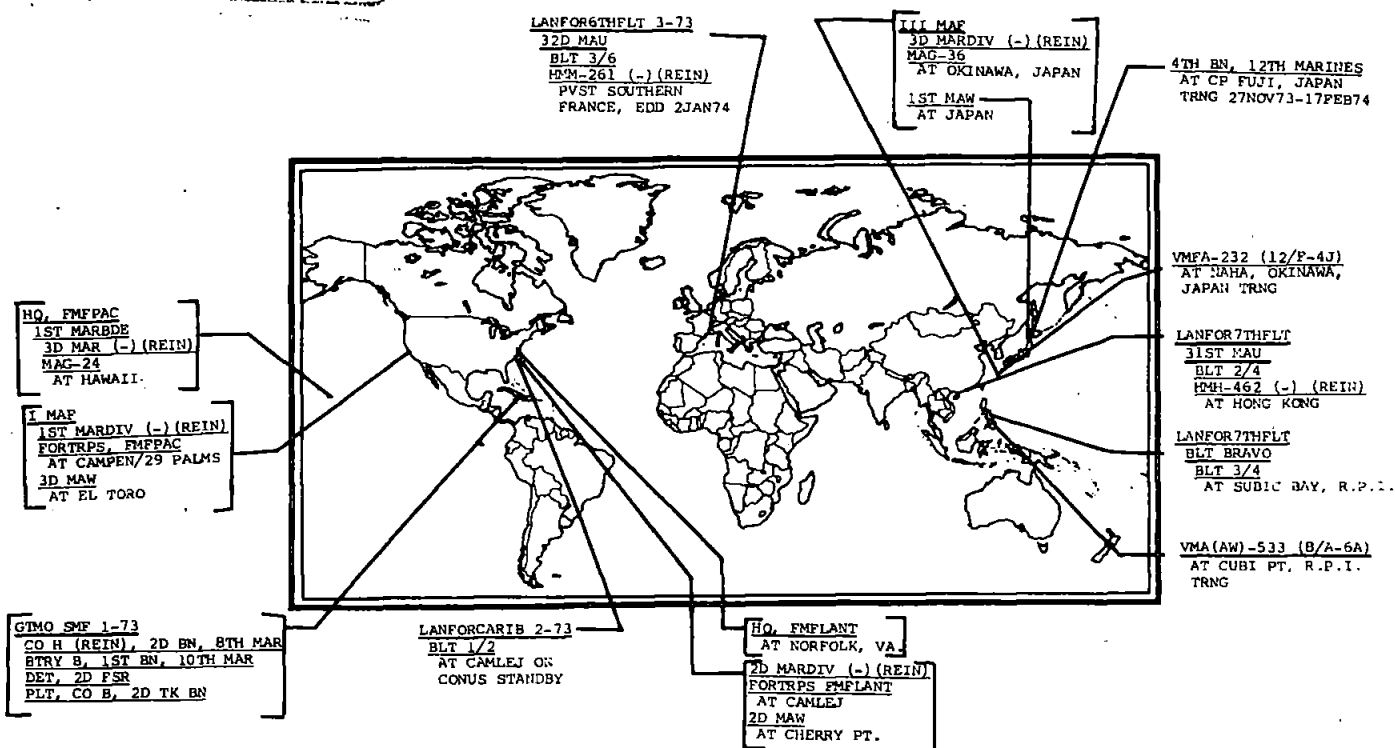 LANFOR6THFLT 3-73
32D MAU
BLT 3/6
HMM-261 (-)(REIN)
PVST SOUTHERN
FRANCE, EDD 2JAN74
III MAF
3D MARDIV (-)(REIN)
MAG-36
AT OKINAWA, JAPAN
1ST MAW
AT JAPAN
4TH BN, 12TH MARINES
AT CP FUJI, JAPAN
TRNG 27NOV73-17FEB74
VMFA-232 (12/F-4J)
AT NAHA, OKINAWA,
JAPAN TRNG
HQ, FMFPAC
1ST MARBDE
3D MAR (-)(REIN)
MAG-24
AT HAWAII.
LANFOR7THFLT
31ST MAU
BLT 2/4
HMH-462 (-) (REIN)
AT HONG KONG
I MAF
1ST MARDIV (-)(REIN)
FORTRPS, FMFPAC
AT CAMPEN/29 PALMS
3D MAW
AT EL TORO
LANFOR7THFLT
BLT BRAVO
BLT 3/4
AT SUBIC BAY, R.P.I.
VMA(AW)-533 (8/A-6A)
AT CUBI PT, R.P.I.
TRNG
GTMO SMF 1-73
CO H (REIN), 2D BN, 8TH MAR
BTRY B, 1ST BN, 10TH MAR
DET, 2D FSR
PLT, CO B, 2D TK BN
LANFORCARIB 2-73
BLT 1/2
AT CAMLEJ ON
CONUS STANDBY
HQ, FMFLANT
AT NORFOLK, VA.
2D MARDIV (-)(REIN)
FORTRPS FMFLANT
AT CAMLEJ
2D MAW
AT CHERRY PT.